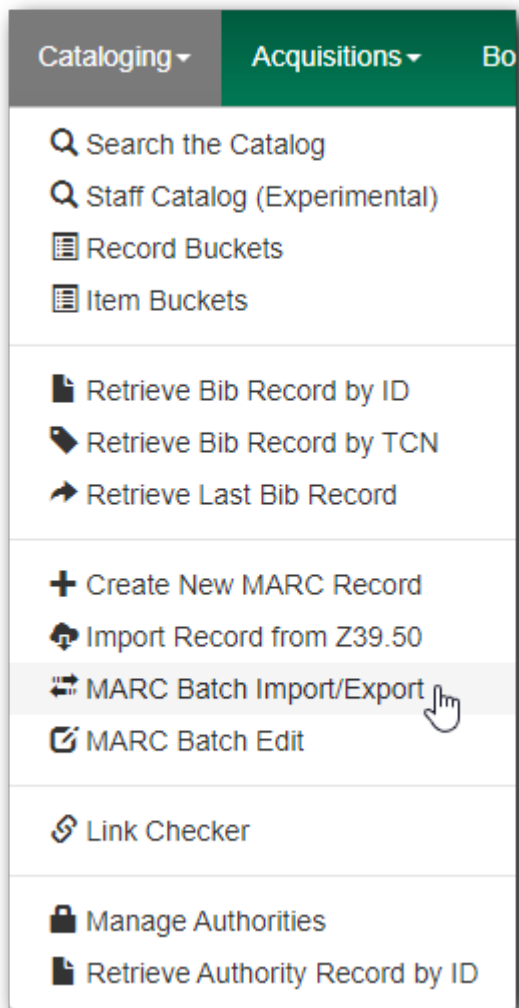 Cataloging Acquisitions Bo
Search the Catalog
Staff Catalog (Experimental)
Record Buckets
Item Buckets
Retrieve Bib Record by ID
Retrieve Bib Record by TCN
Retrieve Last Bib Record
Create New MARC Record
Import Record from Z39.50
MARC Batch Import/Export
MARC Batch Edit
Link Checker
Manage Authorities
Retrieve Authority Record by ID